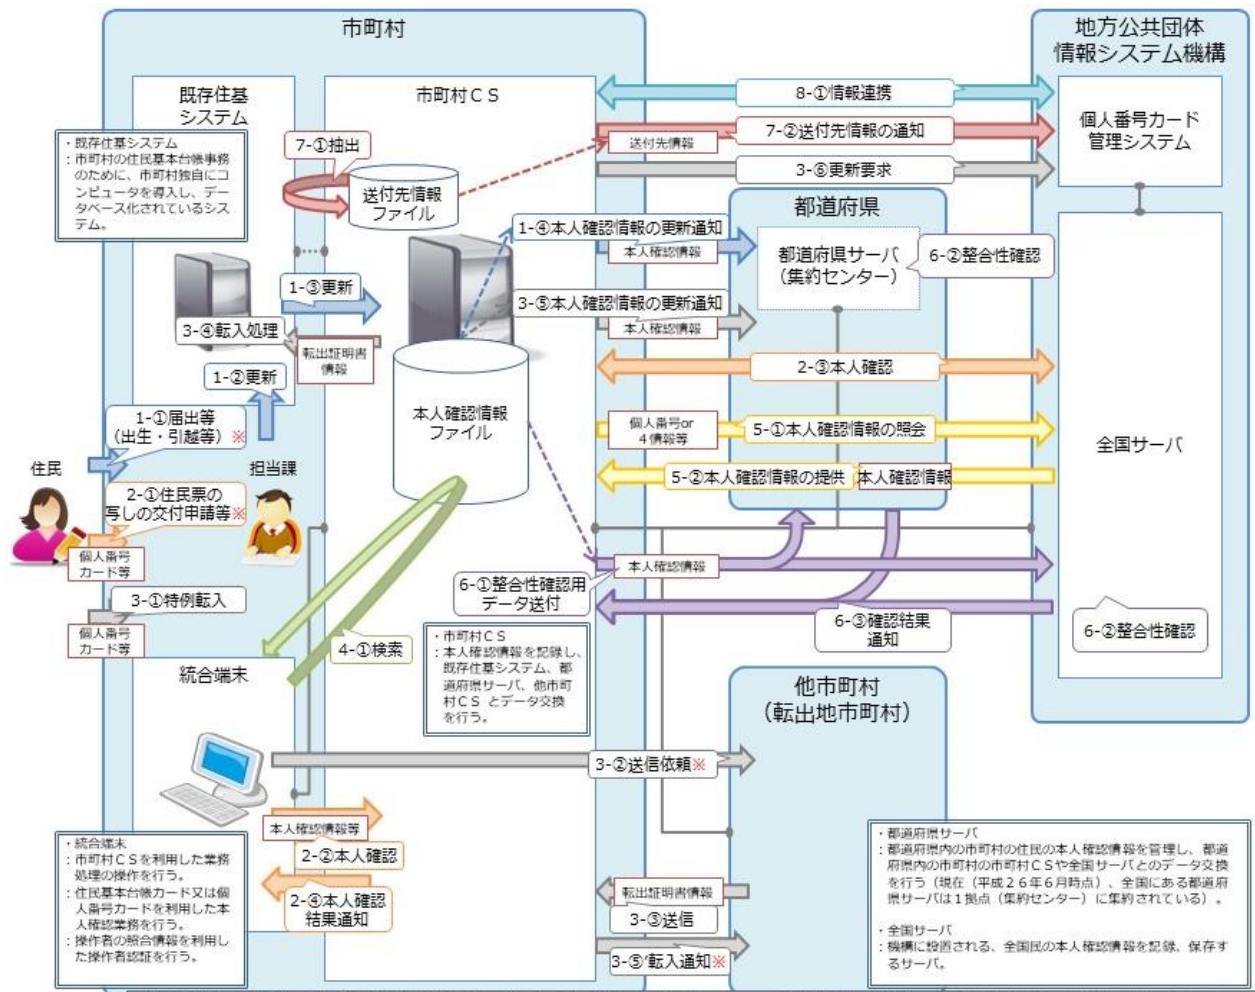 市町村
地方公共団体
情報システム機構
既存住基
システム
市町村ＣＳ
8-①情報連携
個人番号カード
管理システム
7-①抽出
送付先情報
7-②送付先情報の通知
・既存住基システム
：市町村の住民基本台帳事務
のために、市町村独自にコ
ンピュータを導入し、デー
タベース化されているシス
テム。
送付先情報
ファイル
3-⑥更新要求
都道府県
1-④本人確認情報の更新通知
本人確認情報
都道府県サーバ
（集約センター）
6-②整合性確認
1-③更新
3-⑤本人確認情報の更新通知
本人確認情報
3-④転入処理
転出証明書
情報
2-③本人確認
1-②更新
1-①届出等
（出生・引越等）※
本人確認情報
ファイル
個人番号or
４情報等
5-①本人確認情報の照会
全国サーバ
住民
担当課
5-②本人確認情報の提供
本人確認情報
2-①住民票の
写しの交付申請等※
個人番号
カード等
本人確認情報
6-①整合性確認用
データ送付
3-①特例転入
個人番号
カード等
6-③確認結果
通知
6-②整合性確認
4-①検索
・市町村ＣＳ
：本人確認情報を記録し、
既存住基システム、都
道府県サーバ、他市町
村ＣＳ とデータ交換
を行う。
統合端末
他市町村
（転出地市町村）
3-②送信依頼※
本人確認情報等
2-②本人確認
・統合端末
：市町村ＣＳを利用した業務
処理の操作を行う。
：住民基本台帳カード又は個
人番号カードを利用した本
人確認業務を行う。
：操作者の照合情報を利用し
た操作者認証を行う。
2-④本人確認
結果通知
転出証明書情報
3-③送信
3-⑤’転入通知※
・都道府県サーバ
：都道府県内の市町村の住民の本人確認情報を管理し、都道
府県内の市町村の市町村ＣＳや全国サーバとのデータ交換
を行う（現在（平成２６年６月時点）、全国にある都道府
県サーバは１拠点（集約センター）に集約されている）。
・全国サーバ
：機構に設置される、全国民の本人確認情報を記録、保存す
るサーバ。